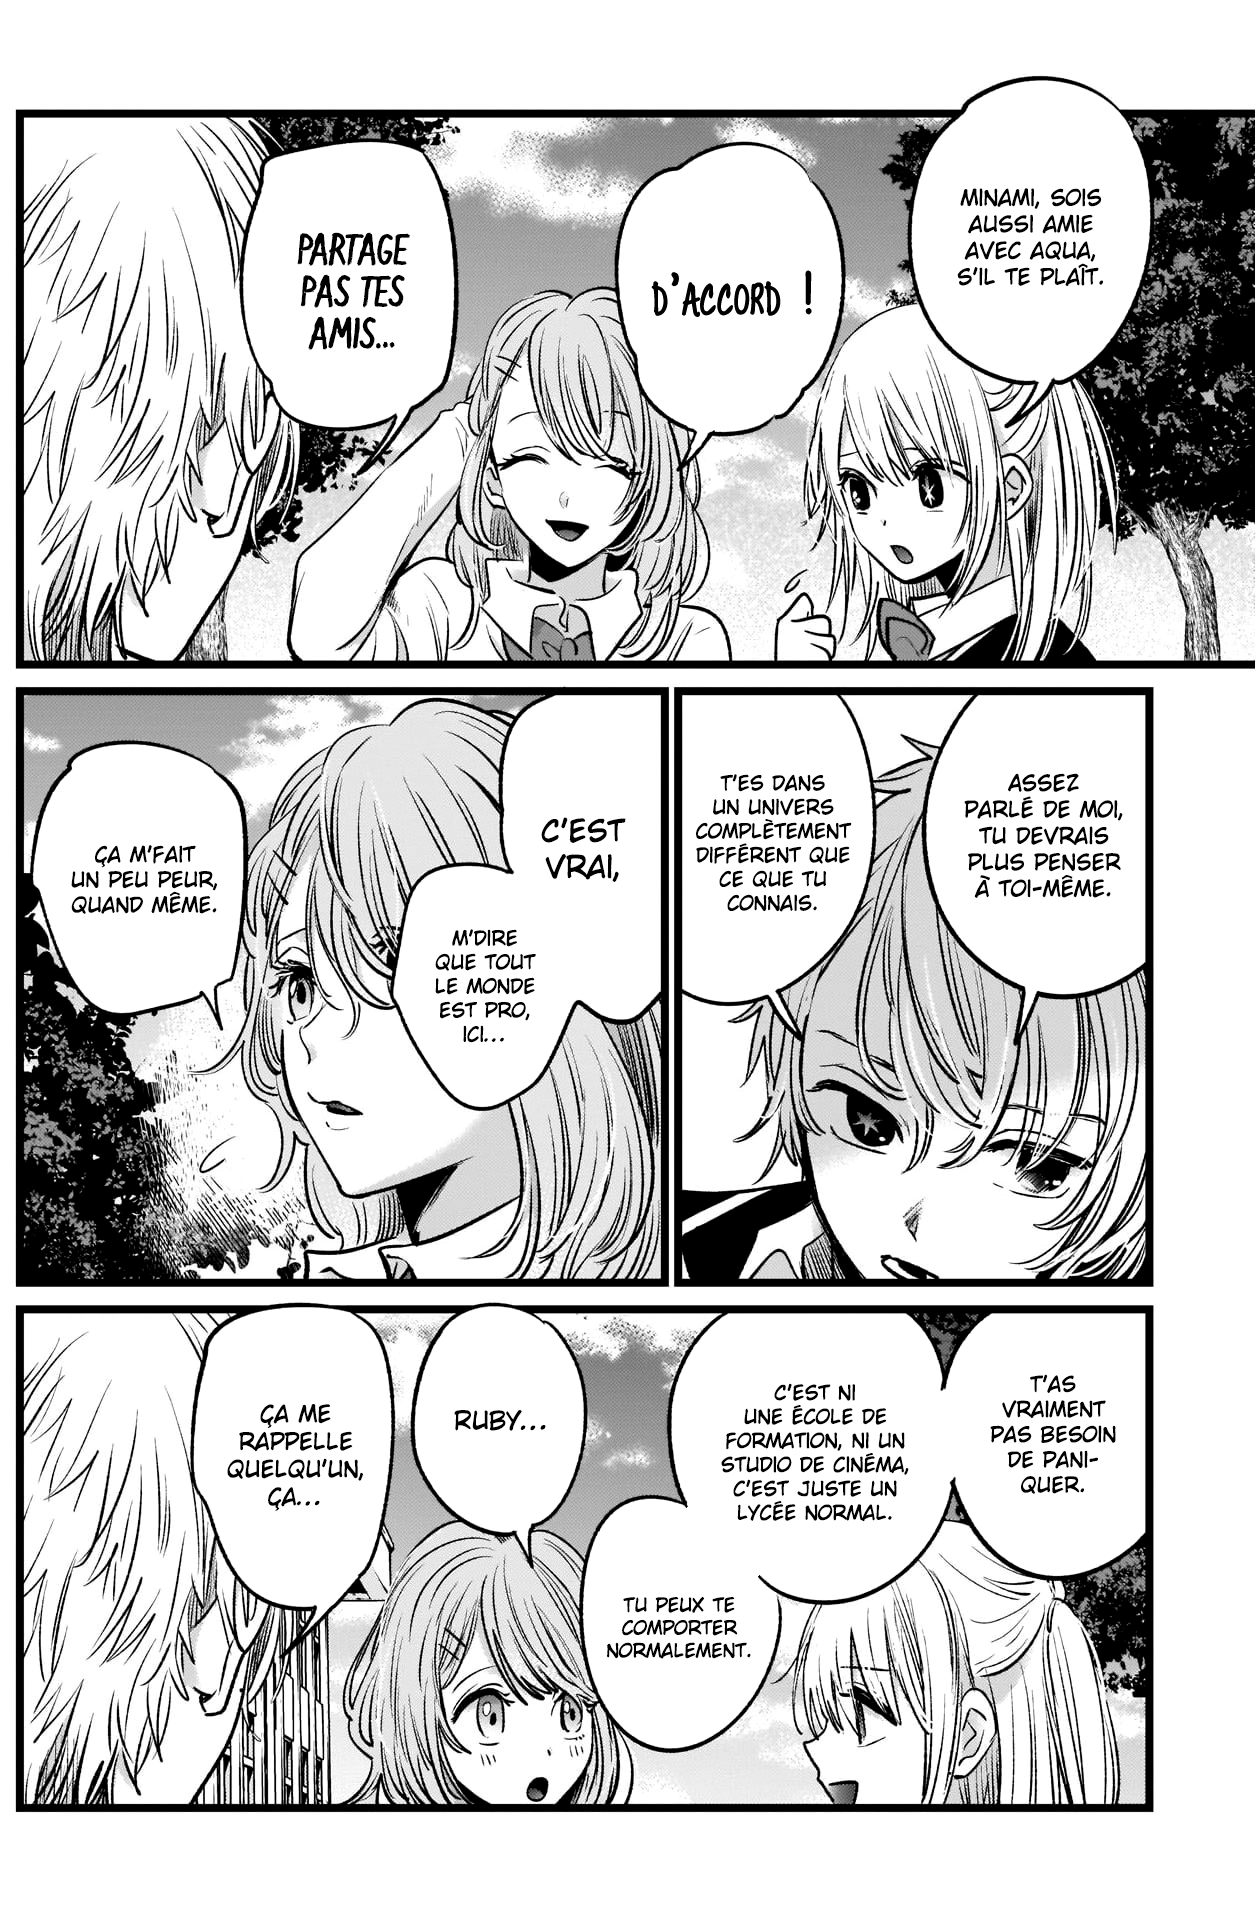 MINAMI, SOIS
AUSSI AMIE
AVEC AQUA,
S'IL TE PLAÎT.
D'ACCORD !
PARTAGE
PAS TES
AMIS...
ASSEZ
PARLÉ DE MOI,
TU DEVRAIS
PLUS PENSER
À TOI-MÊME.
T'ES DANS
UN UNIVERS
COMPLÈTEMENT
DIFFÉRENT QUE
CE QUE TU
CONNAIS.
C'EST
VRAI,
M'DIRE
QUE TOUT
LE MONDE
EST PRO,
ICI...
ÇA M'FAIT
UN PEU PEUR,
QUAND MÊME.
T'AS
VRAIMENT
PAS BESOIN
DE PANI-
QUER.
C'EST NI
UNE ÉCOLE DE
FORMATION, NI UN
STUDIO DE CINÉMA,
C'EST JUSTE UN
LYCÉE NORMAL.
TU PEUX TE
COMPORTER
NORMALEMENT.
RUBY...
ÇA ME
RAPPELLE
QUELQU'UN,
ÇA...